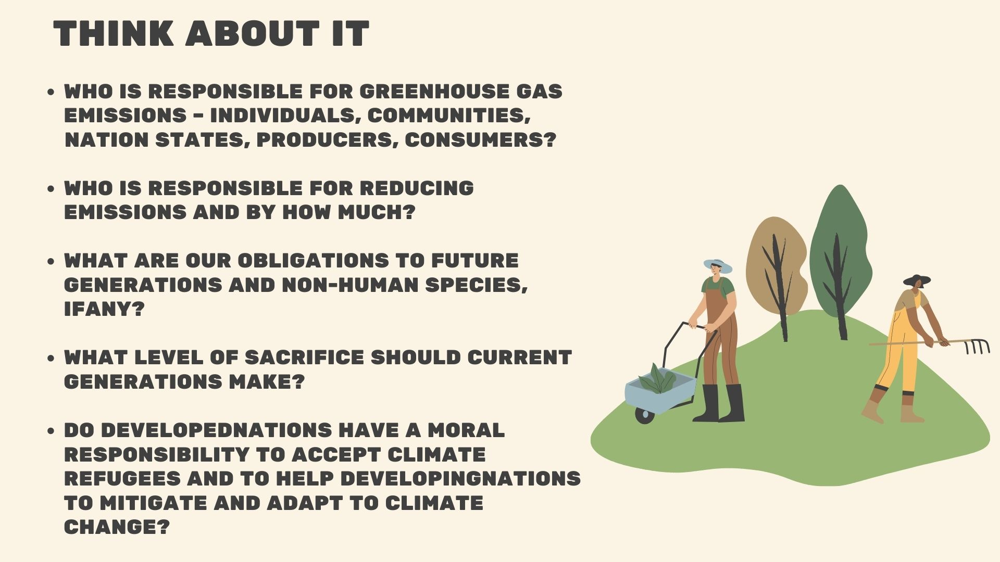 THINK ABOUT IT
• WHO IS RESPONSIBLE FOR GREENHOUSE GAS
EMISSIONS – INDIVIDUALS, COMMUNITIES,
NATION STATES, PRODUCERS, CONSUMERS?
• WHO IS RESPONSIBLE FOR REDUCING
EMISSIONS AND BY HOW MUCH?
• WHAT ARE OUR OBLIGATIONS TO FUTURE
GENERATIONS AND NON-HUMAN SPECIES,
IFANY?
• WHAT LEVEL OF SACRIFICE SHOULD CURRENT
GENERATIONS MAKE?
• DO DEVELOPEDNATIONS HAVE A MORAL
RESPONSIBILITY TO ACCEPT CLIMATE
REFUGEES AND TO HELP DEVELOPINGNATIONS
TO MITIGATE AND ADAPT TO CLIMATE
CHANGE?